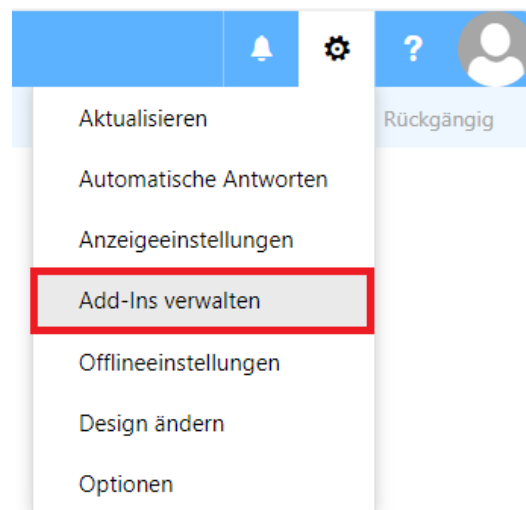 ?
Aktualisieren
Rückgängig
Automatische Antworten
Anzeigeeinstellungen
Add-Ins verwalten
Offlineeinstellungen
Design ändern
Optionen